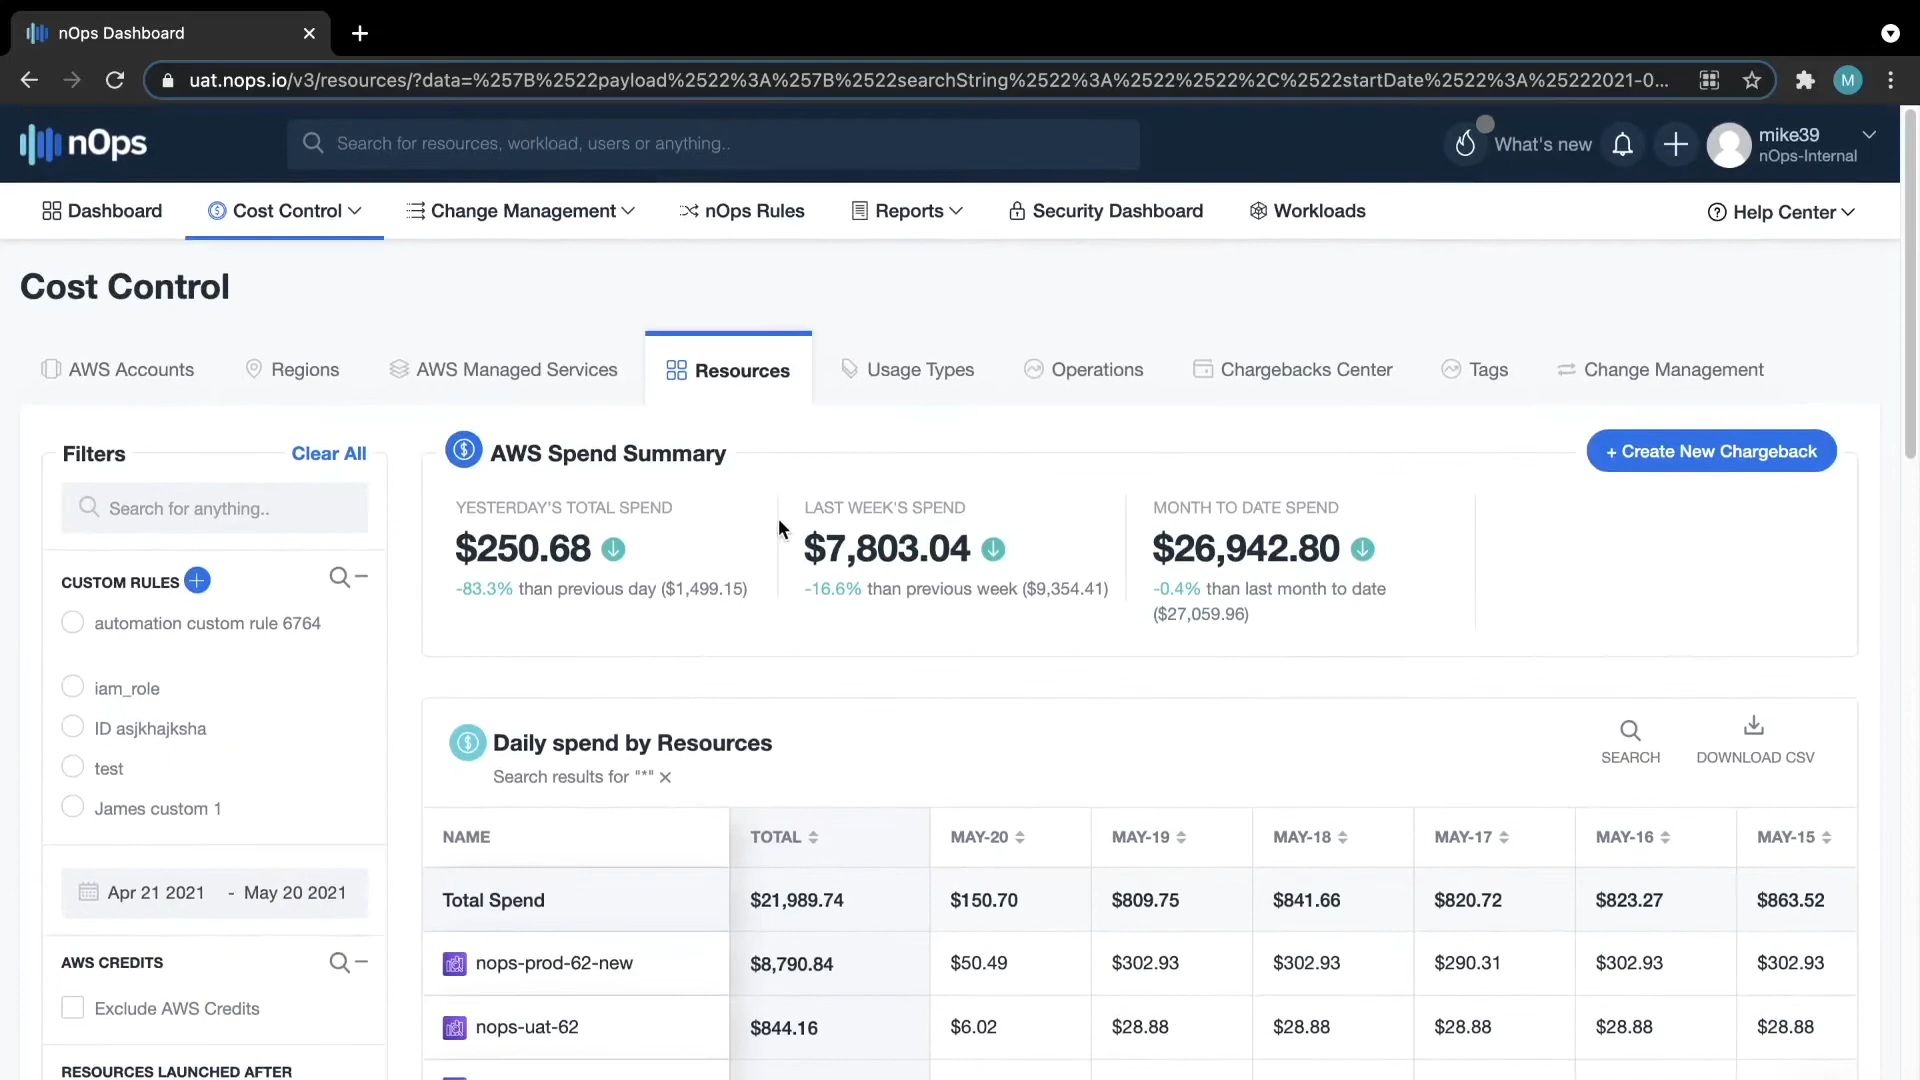 nOps Dashboard
uat.nops.io/v3/resources/?data=%257B%2522payload%2522%3A%257B%2522searchString%2522%3A%2522%2522%2C%2522startDate%2522%3A%25222021-0...
M
nOps
Search for resources, workload, users or anything..
What's new
mike39
nOps-Internal
Dashboard Cost Control Change Management nOps Rules Reports Security Dashboard Workloads Help Center
Cost Control
AWS Accounts Regions AWS Managed Services Resources Usage Types Operations Chargebacks Center Tags Change Management
Filters Clear All
Search for anything..
CUSTOM RULES
automation custom rule 6764
iam_role
ID asjkhajksha
test
James custom 1
Apr 21 2021 - May 20 2021
AWS CREDITS
Exclude AWS Credits
RESOURCES LAUNCHED AFTER
AWS Spend Summary
+ Create New Chargeback
YESTERDAY'S TOTAL SPEND
$250.68
-83.3% than previous day ($1,499.15)
LAST WEEK'S SPEND
$7,803.04
-16.6% than previous week ($9,354.41)
MONTH TO DATE SPEND
$26,942.80
-0.4% than last month to date
($27,059.96)
Daily spend by Resources
Search results for "*" ×
SEARCH
DOWNLOAD CSV
NAME TOTAL MAY-20 MAY-19 MAY-18 MAY-17 MAY-16 MAY-15
Total Spend $21,989.74 $150.70 $809.75 $841.66 $820.72 $823.27 $863.52
nops-prod-62-new $8,790.84 $50.49 $302.93 $302.93 $290.31 $302.93 $302.93
nops-uat-62 $844.16 $6.02 $28.88 $28.88 $28.88 $28.88 $28.88